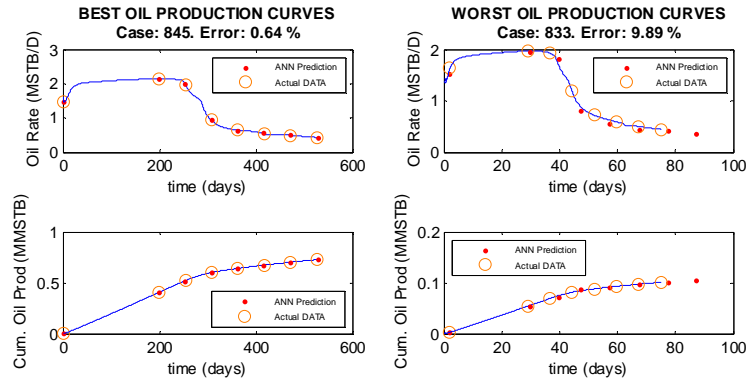 BEST OIL PRODUCTION CURVES
Case: 845. Error: 0.64 %
Oil Rate (MSTB/D)
3
2
1
0
ANN Prediction
Actual DATA
0 200 400 600
time (days)
WORST OIL PRODUCTION CURVES
Case: 833. Error: 9.89 %
Oil Rate (MSTB/D)
2
1
0
ANN Prediction
Actual DATA
0 20 40 60 80 100
time (days)
Cum. Oil Prod (MMSTB)
1
0.5
0
ANN Prediction
Actual DATA
0 200 400 600
time (days)
Cum. Oil Prod (MMSTB)
0.2
0.1
0
ANN Prediction
Actual DATA
0 20 40 60 80 100
time (days)